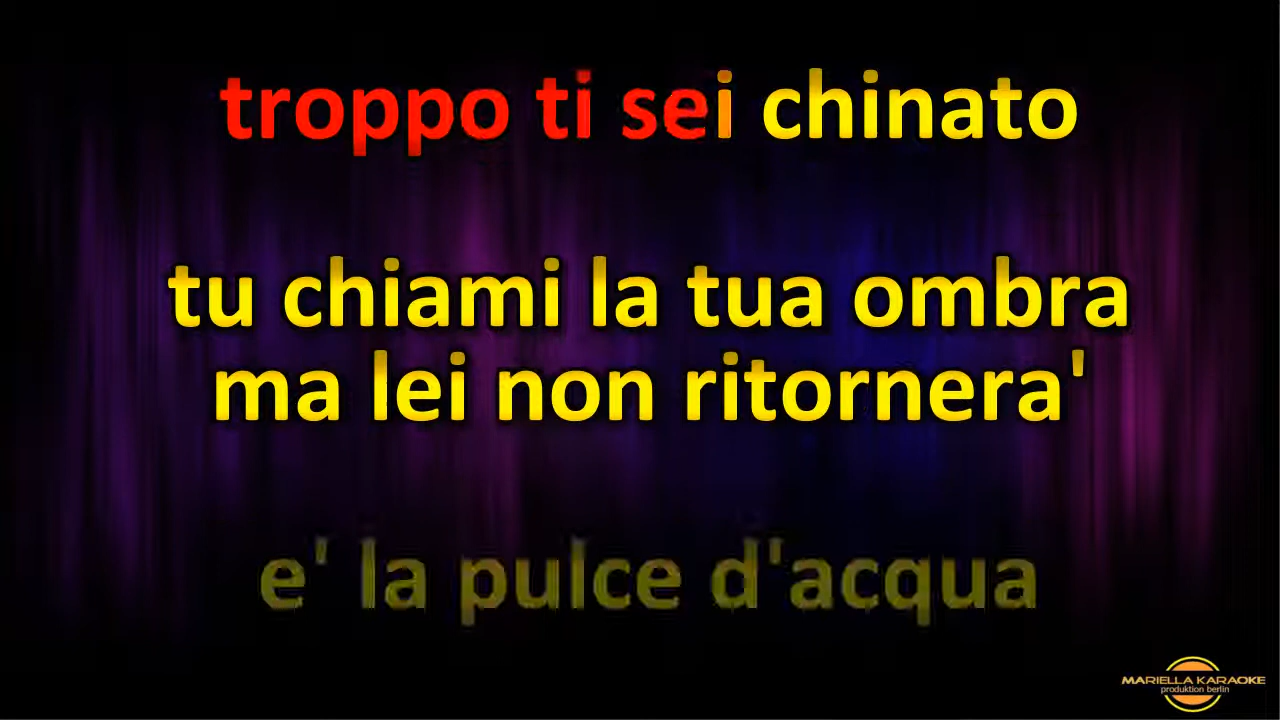 troppo ti sei chinato
tu chiami la tua ombra
ma lei non ritornera'
e' la pulce d'acqua
MARIELLA KARAOKE
produktion berlin